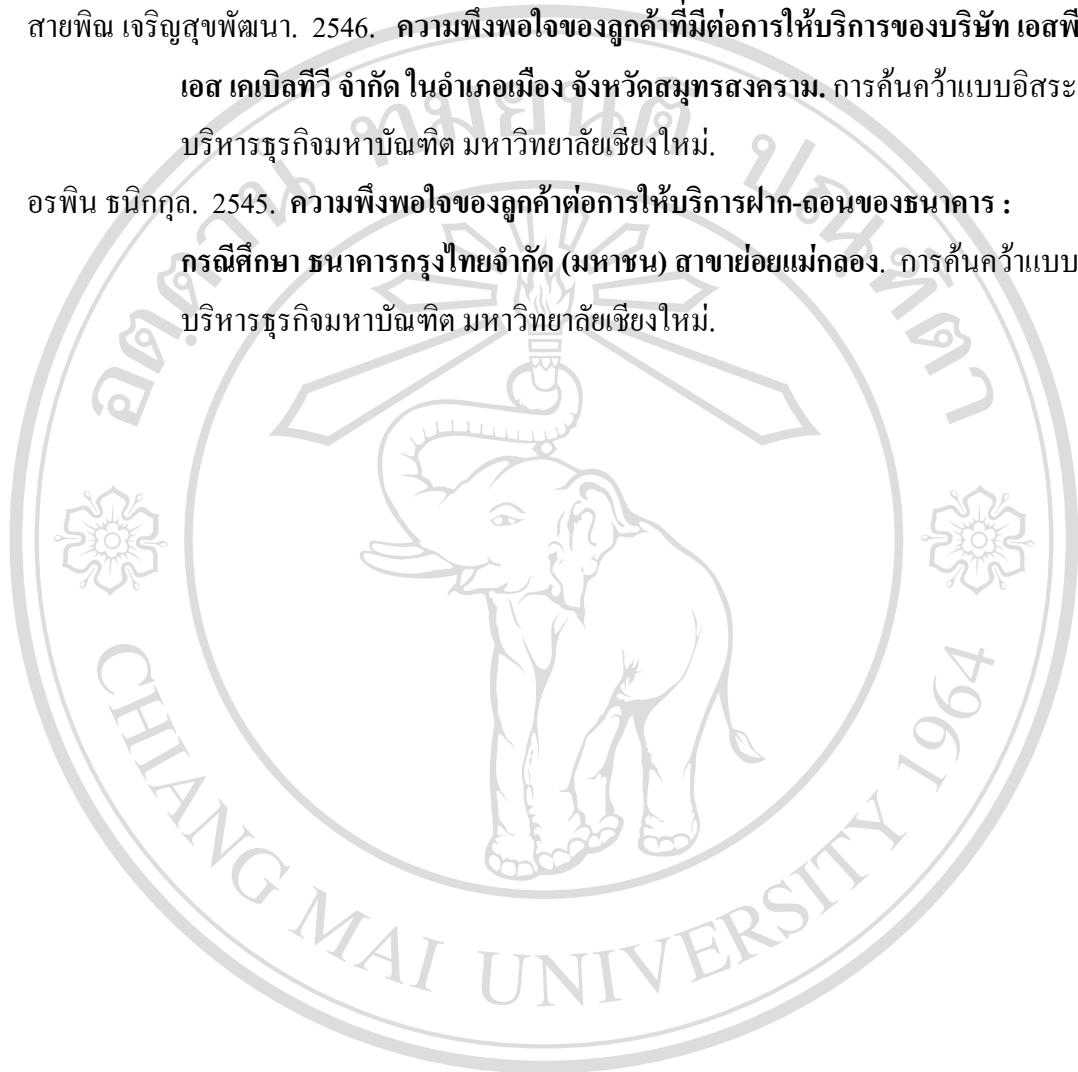 สายพิณ เจริญสุขพัฒนา. 2546. ความพึงพอใจของลูกค้าที่มีต่อการให้บริการของบริษัท เอสพี
เอส เคเบิลทีวี จำกัด ในอำเภอเมือง จังหวัดสมุทรสงคราม. การค้นคว้าแบบอิสระ
บริหารธุรกิจมหาบัณฑิต มหาวิทยาลัยเชียงใหม่.
อรพิน ธนิกกุล. 2545. ความพึงพอใจของลูกค้าต่อการให้บริการฝาก-ถอนของธนาคาร :
กรณีศึกษา ธนาคารกรุงไทยจำกัด (มหาชน) สาขาย่อยแม่กลอง. การค้นคว้าแบบ
บริหารธุรกิจมหาบัณฑิต มหาวิทยาลัยเชียงใหม่.
อตฺตานํ ทมยนฺติ ปณฺฑิตา
CHIANG MAI UNIVERSITY 1964